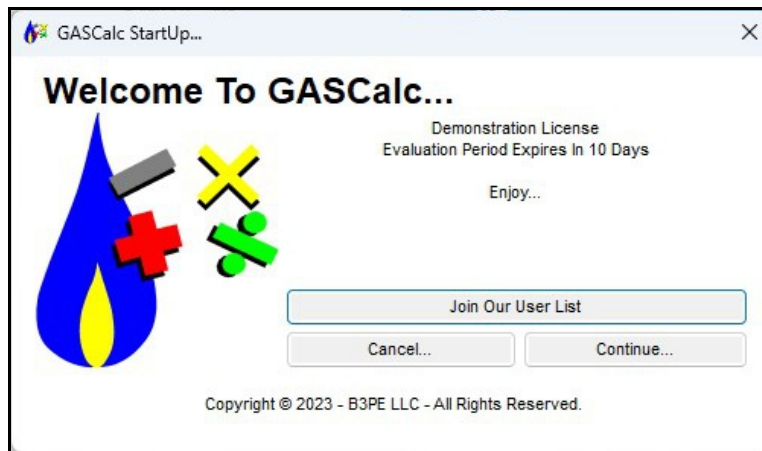 GASCalc StartUp...
Welcome To GASCalc...
Demonstration License
Evaluation Period Expires In 10 Days
Enjoy...
Join Our User List
Cancel...
Continue...
Copyright © 2023 - B3PE LLC - All Rights Reserved.